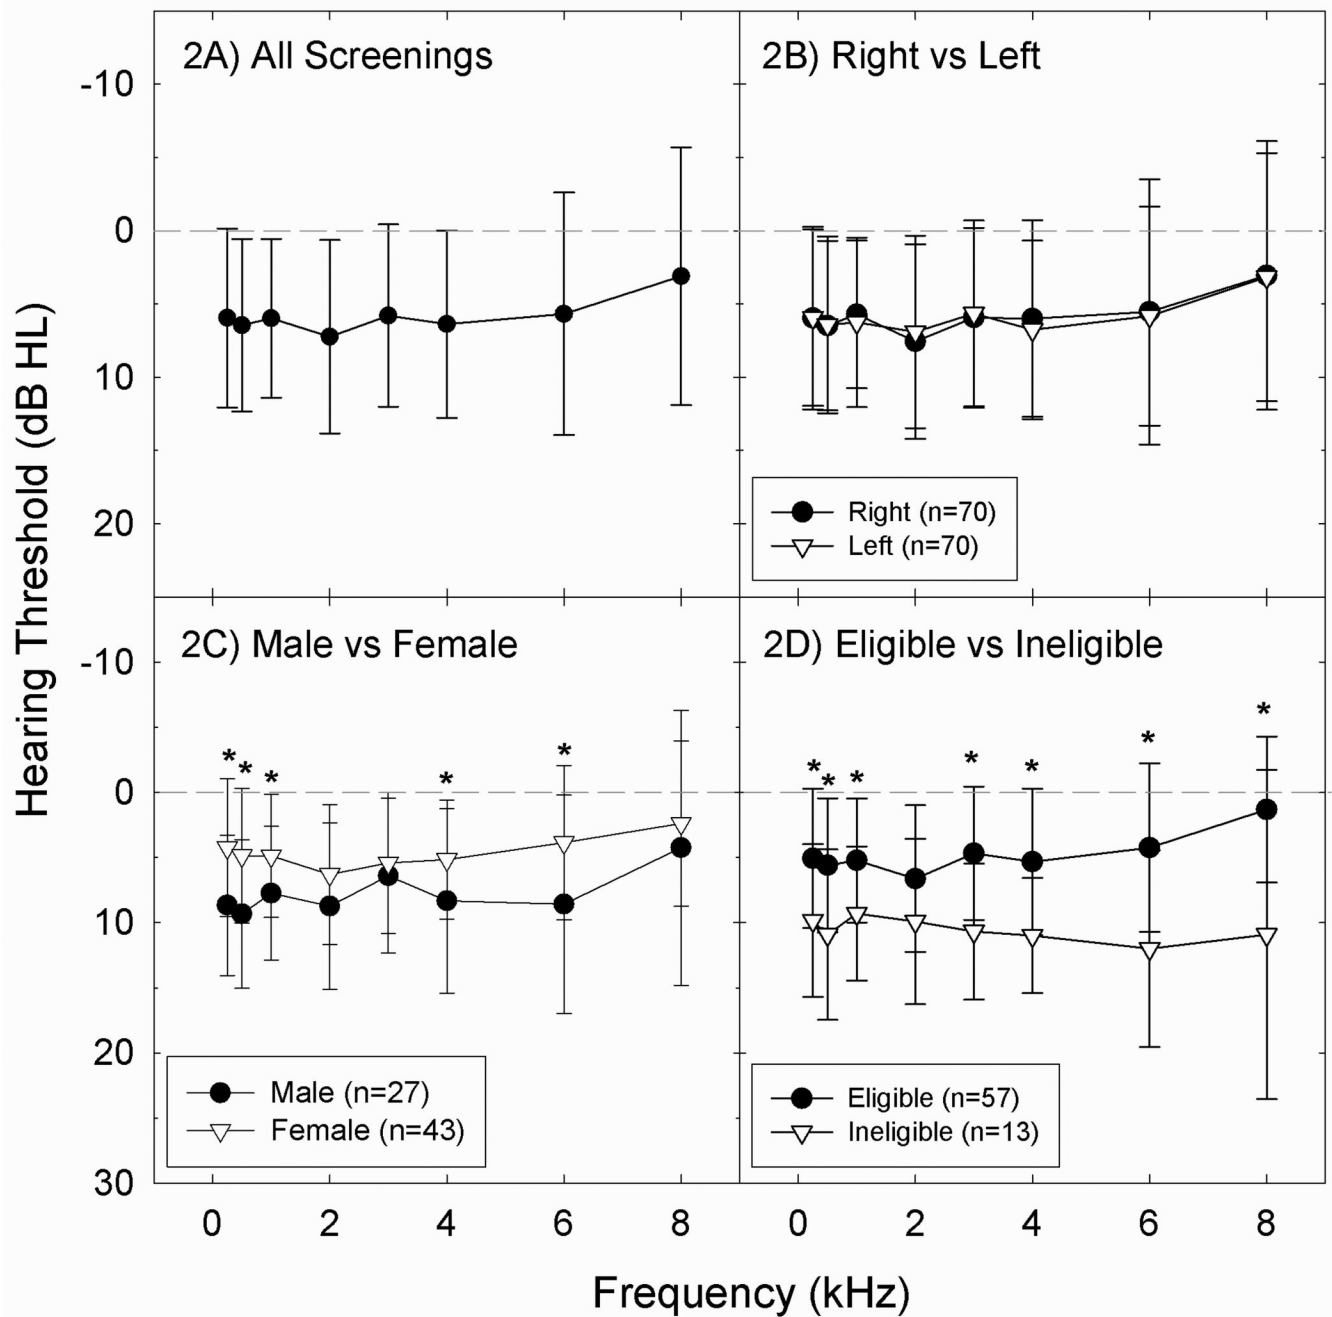 2A) All Screenings
2B) Right vs Left
-10
0
10
20
Right (n=70)
Left (n=70)
Hearing Threshold (dB HL)
2C) Male vs Female
2D) Eligible vs Ineligible
-10
* * * * *
* * * * * * *
0
10
20
30
Male (n=27)
Female (n=43)
Eligible (n=57)
Ineligible (n=13)
0 2 4 6 8
0 2 4 6 8
Frequency (kHz)